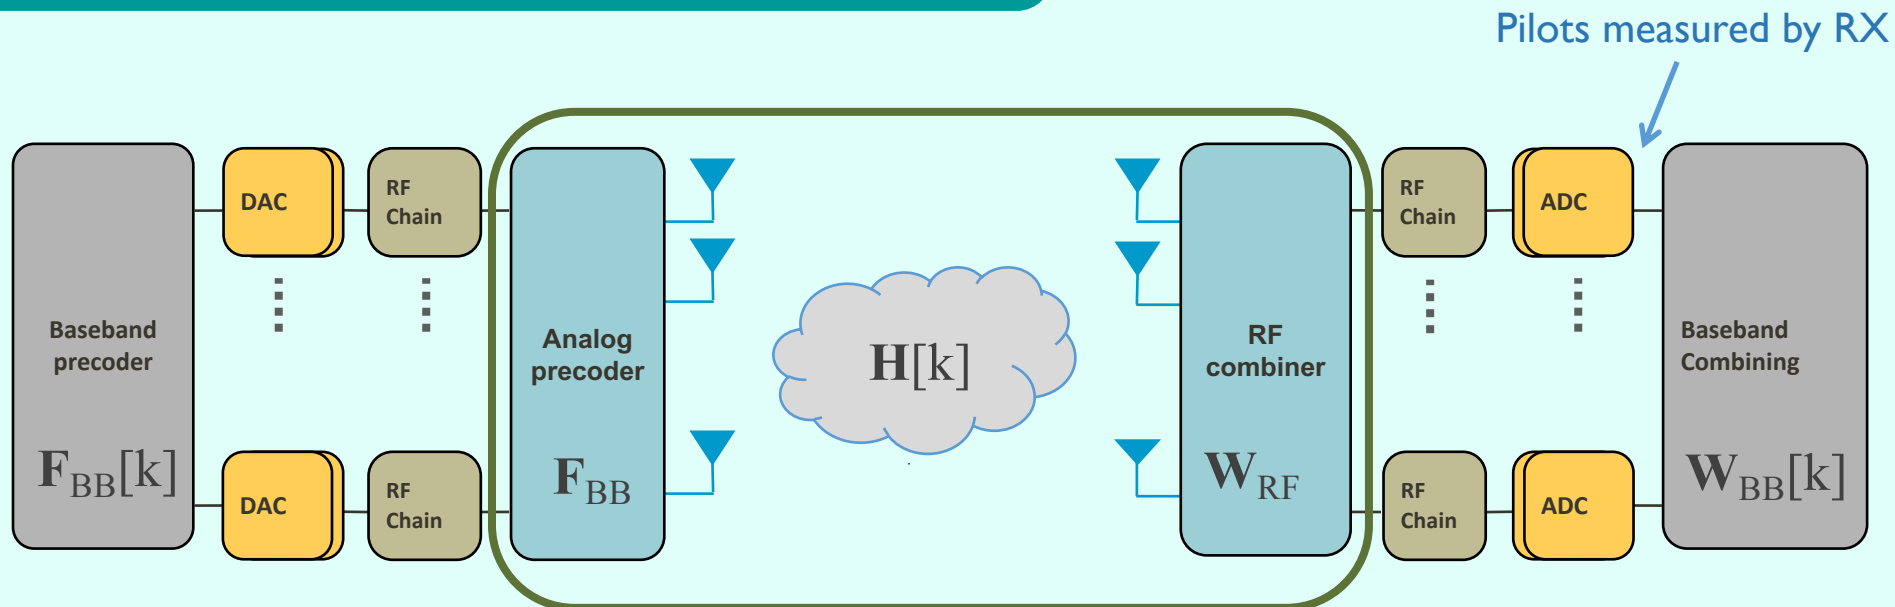 Pilots measured by RX
DAC
RF
Chain
RF
Chain
ADC
Baseband
precoder
Analog
precoder
H[k]
RF
combiner
Baseband
Combining
F_BB[k]
F_BB
W_RF
W_BB[k]
DAC
RF
Chain
RF
Chain
ADC